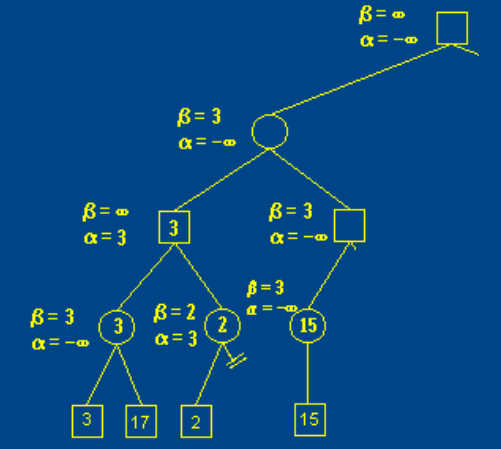 β = ∞
α = −∞
β = 3
α = −∞
β = ∞
α = 3
3
β = 3
α = −∞
β = 3
α = −∞
3
β = 2
α = 3
2
β = 3
α = −∞
15
3
17
2
15